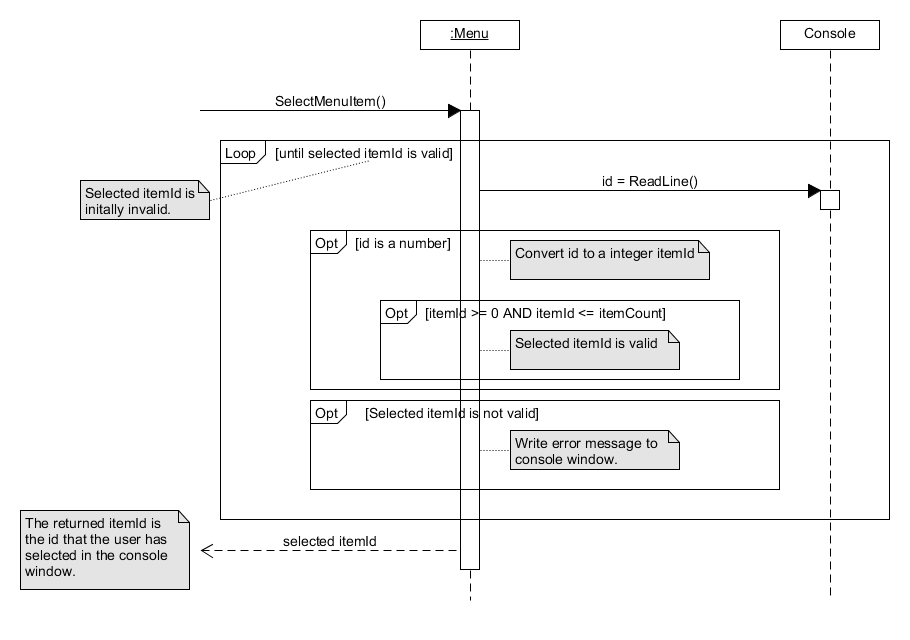 :Menu
Console
SelectMenuItem()
Loop
[until selected itemId is valid]
Selected itemId is
initally invalid.
id = ReadLine()
Opt
[id is a number]
Convert id to a integer itemId
Opt
[itemId >= 0 AND itemId <= itemCount]
Selected itemId is valid
Opt
[Selected itemId is not valid]
Write error message to
console window.
The returned itemId is
the id that the user has
selected in the console
window.
selected itemId